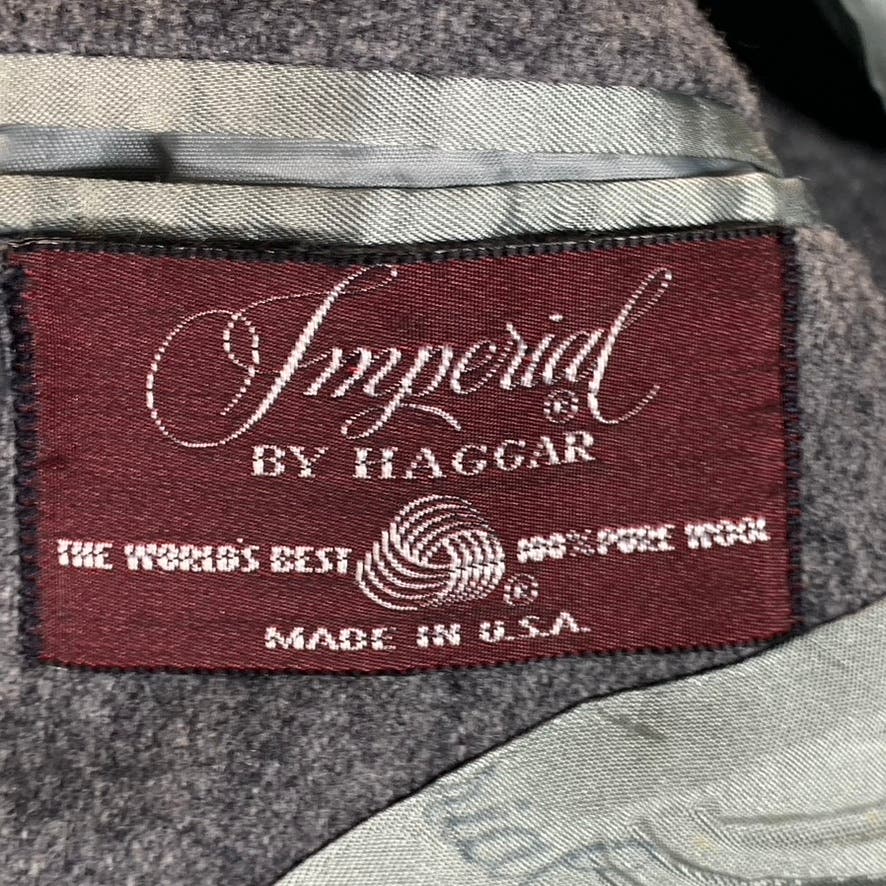 Imperial®
BY HAGGAR
THE WORLD'S BEST 100% PURE WOOL
®
MADE IN U.S.A.